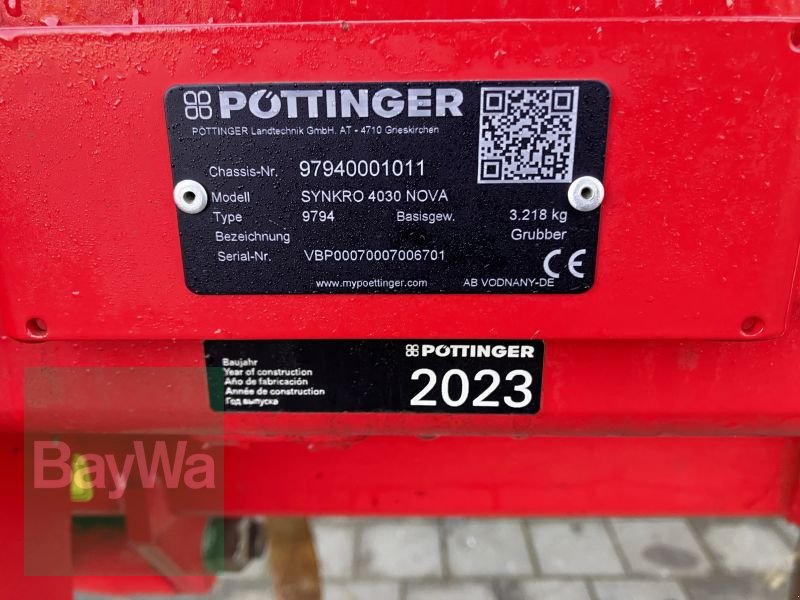 PÖTTINGER
PÖTTINGER Landtechnik GmbH. AT - 4710 Grieskirchen
Chassis-Nr. 97940001011
Modell SYNKRO 4030 NOVA
Type 9794 Basisgew. 3.218 kg
Bezeichnung Grubber
Serial-Nr. VBP00070007006701
CE
www.mypoettinger.com AB VODNANY-DE
PÖTTINGER
Baujahr
Year of construction
Año de fabricación
Année de construction
Год выпуска
2023
BayWa